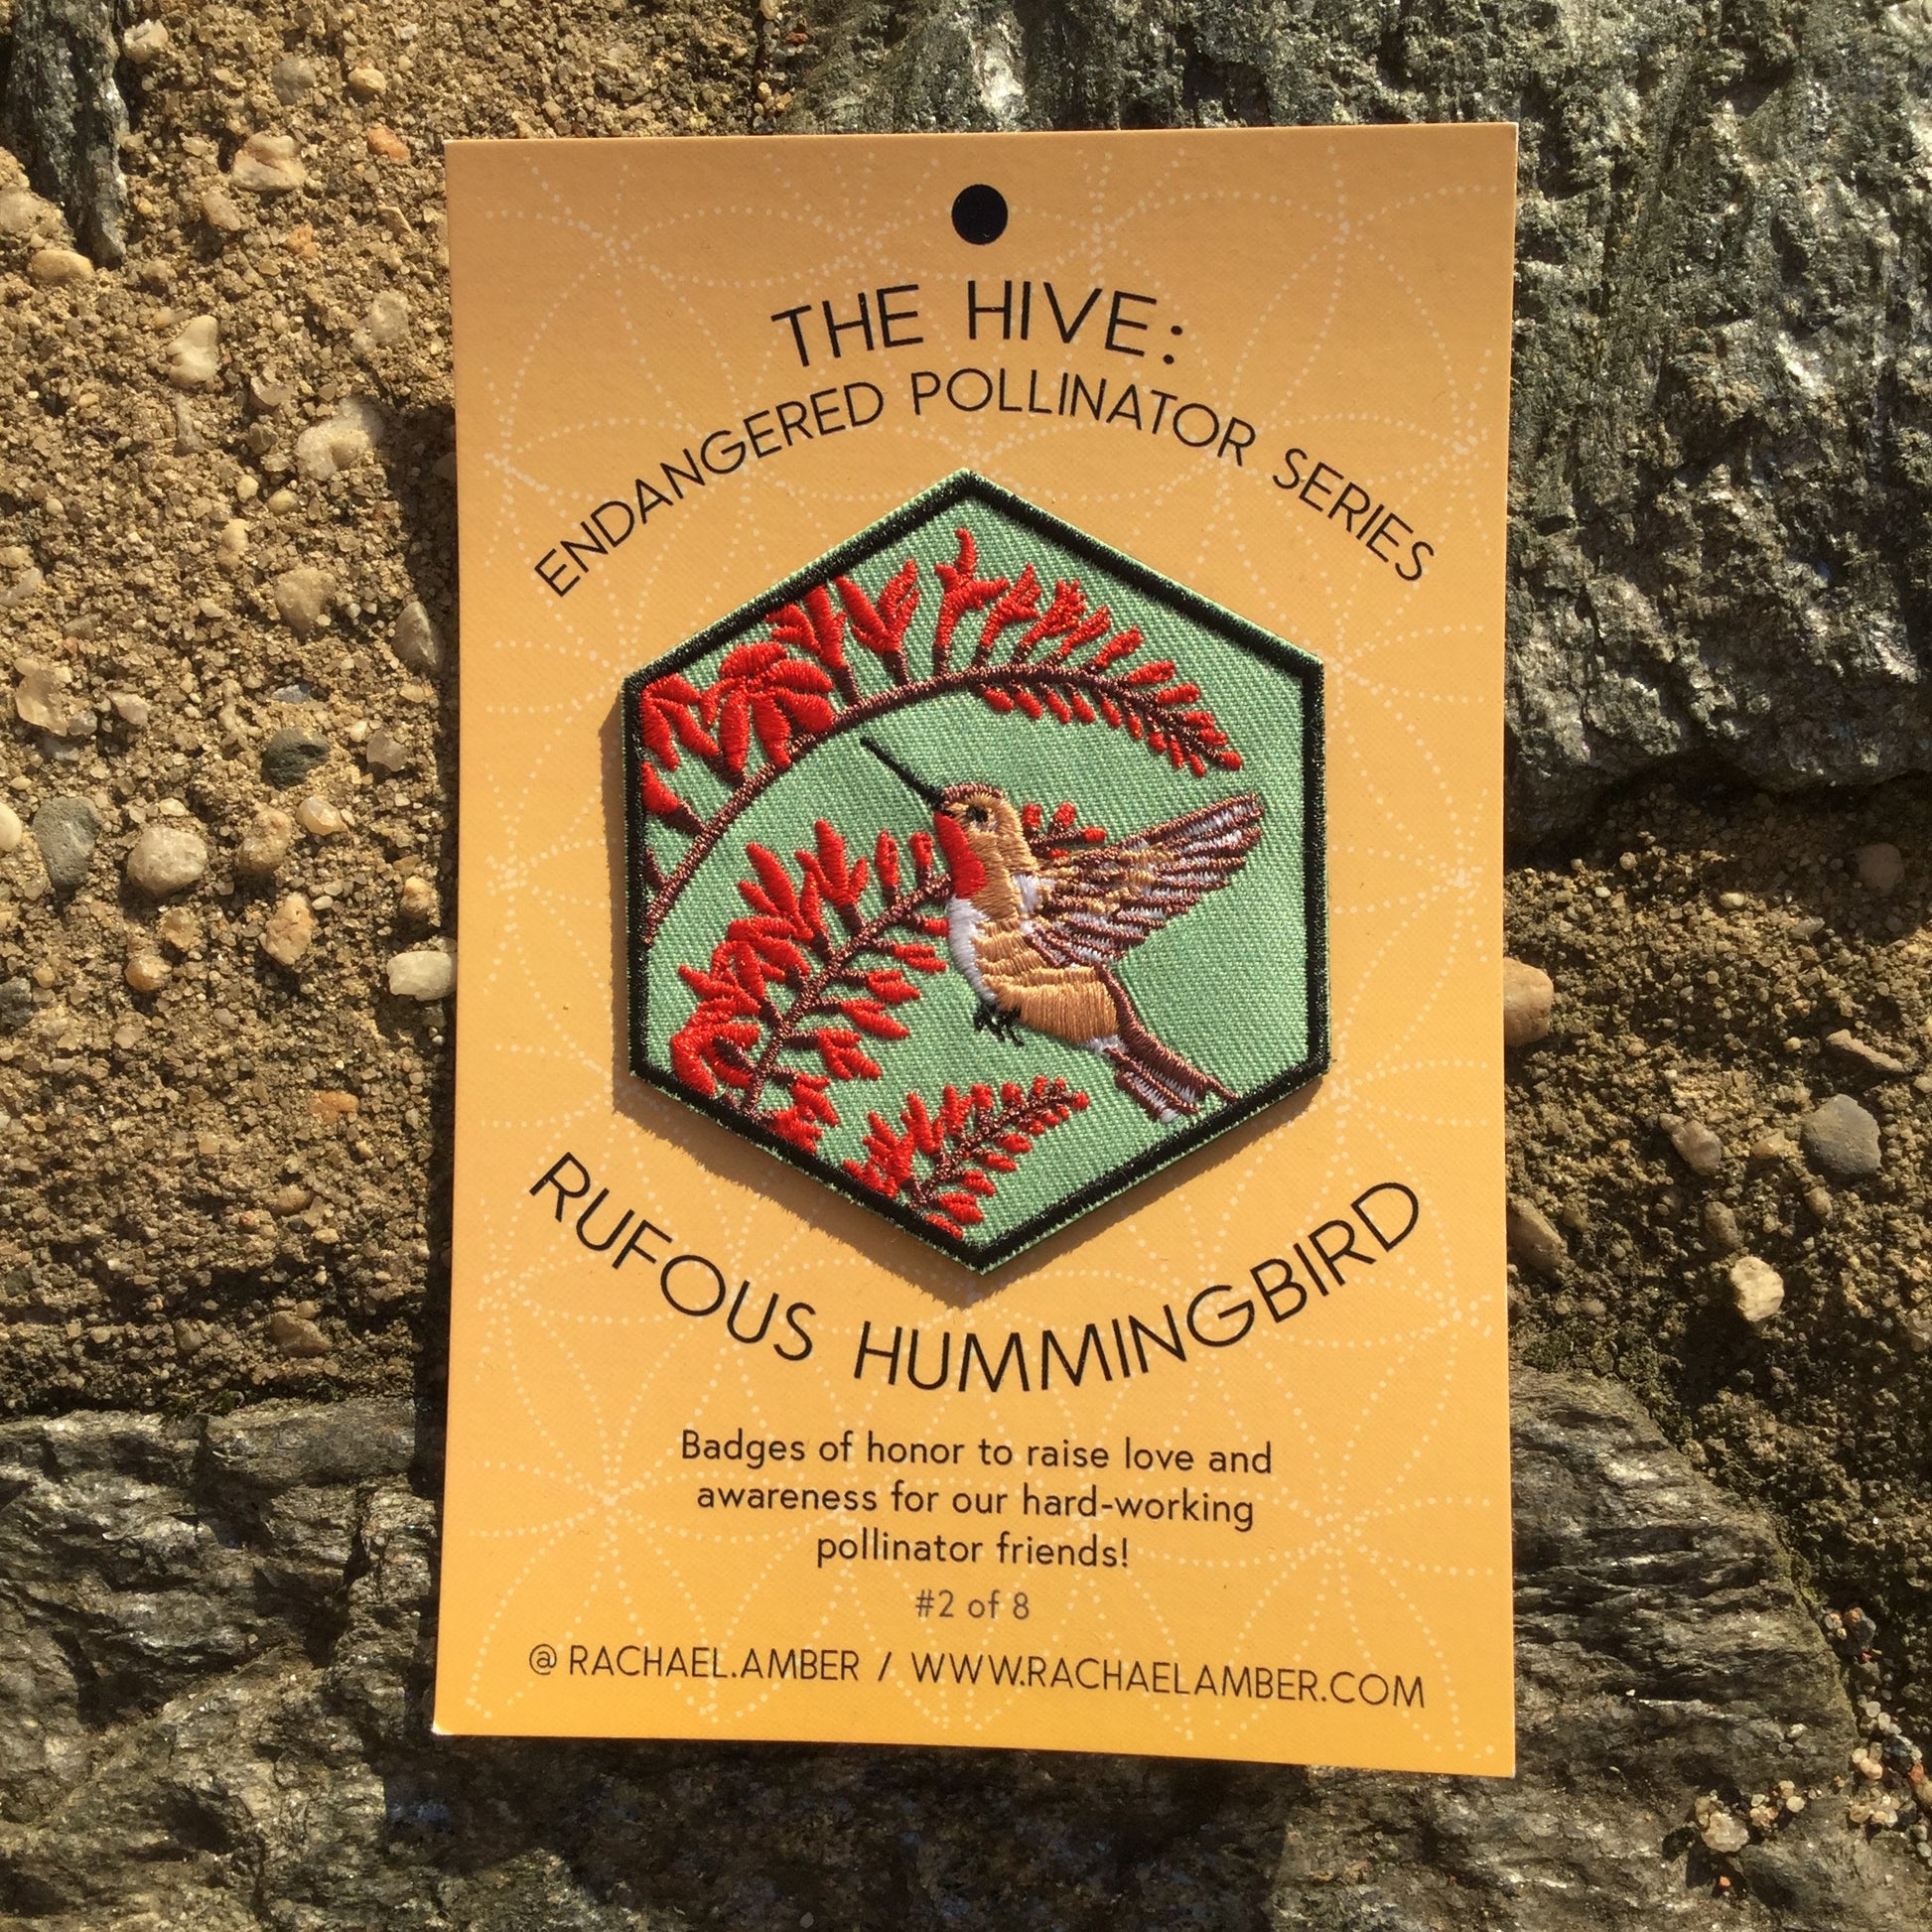 THE HIVE:
ENDANGERED POLLINATOR SERIES
RUFOUS HUMMINGBIRD
Badges of honor to raise love and
awareness for our hard-working
pollinator friends!
#2 of 8
@RACHAEL.AMBER / WWW.RACHAELAMBER.COM